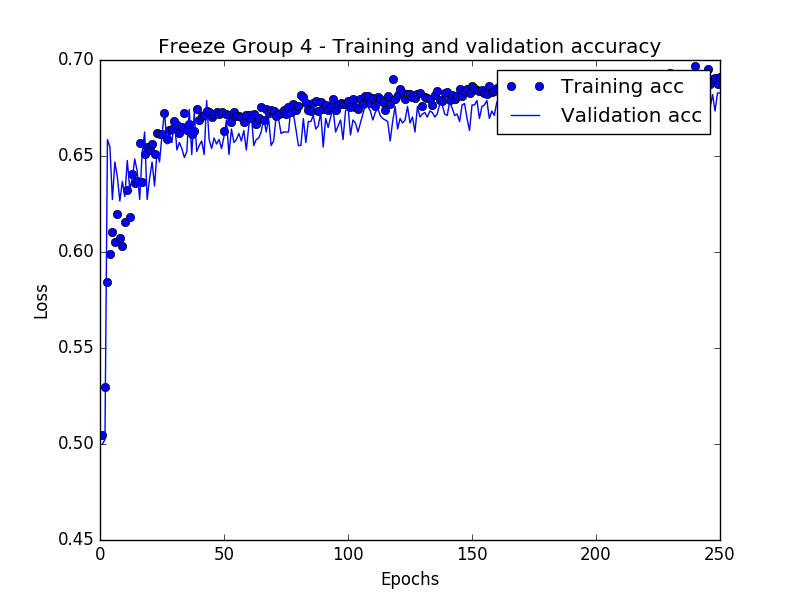 Freeze Group 4 - Training and validation accuracy
0.70
Training acc
Validation acc
0.65
0.60
Loss
0.55
0.50
0.45
0 50 100 150 200 250
Epochs